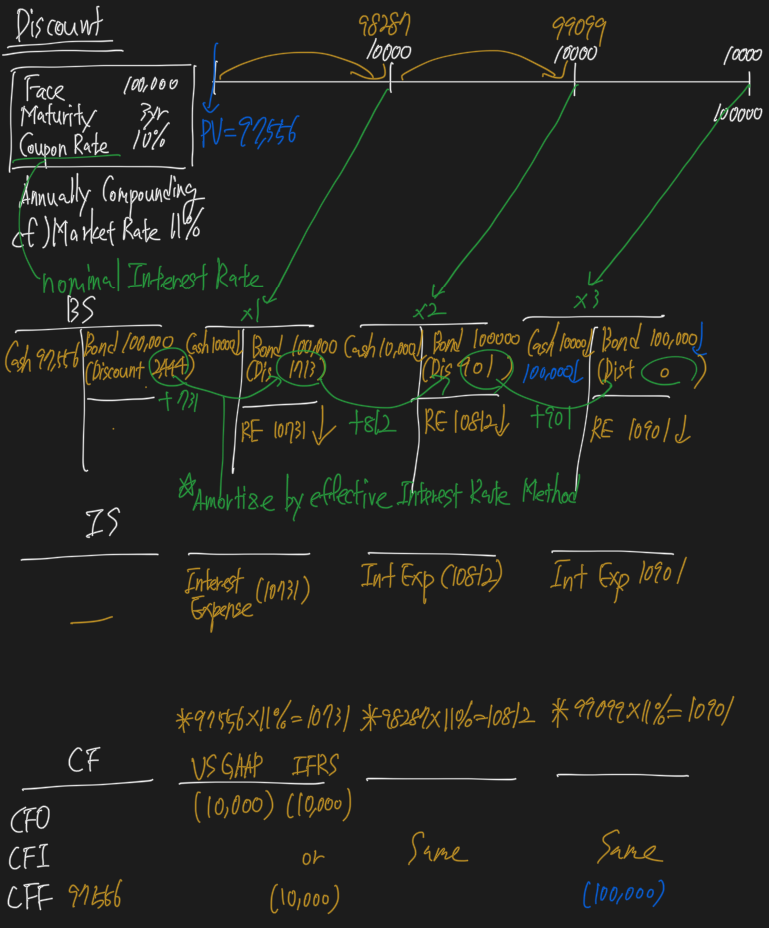 Discount
98287 99099
10000 10000 10000
Face 100,000
Maturity 3yr
Coupon Rate 10%
PV=97,556
100000
Annually Compounding
cf) Market Rate 11%
nominal Interest Rate
BS x1 x2 x3
Cash 97,556 Bond 100,000 Cash 10000↓ Bond 100,000 Cash 10,000↓ Bond 100000 Cash 10000↓ Bond 100,000↓
(Discount 2444) (Dis 1713) (Dis 901) 100,000↓ (Dist 0)
+731 +812 +901
RE 10731↓ RE 10812↓ RE 10901↓
☆Amortise by effective Interest Rate Method
IS
— Interest Expense (10731) Int Exp (10812) Int Exp 10901
*97556×11%=10731 *98287×11%=10812 *99099×11%=10901
CF US GAAP IFRS
CFO (10,000) (10,000)
CFI or Same Same
CFF 97556 (10,000) (100,000)